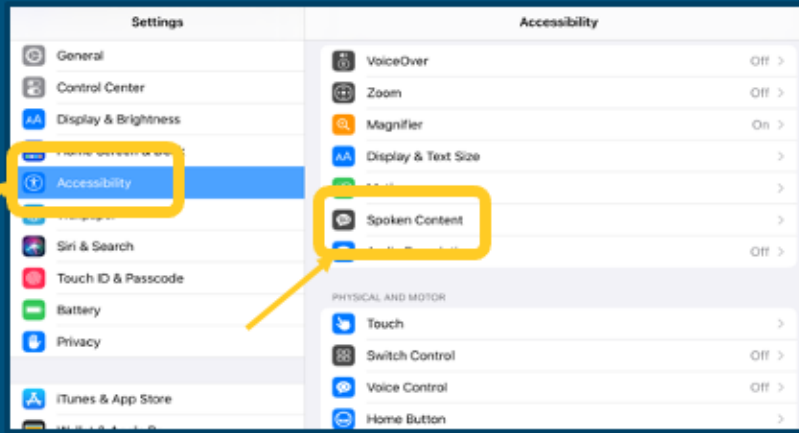 Settings
General
Control Center
Display & Brightness
Accessibility
Siri & Search
Touch ID & Passcode
Battery
Privacy
iTunes & App Store
Accessibility
VoiceOver Off
Zoom Off
Magnifier On
Display & Text Size
Spoken Content
Off
PHYSICAL AND MOTOR
Touch
Switch Control Off
Voice Control Off
Home Button